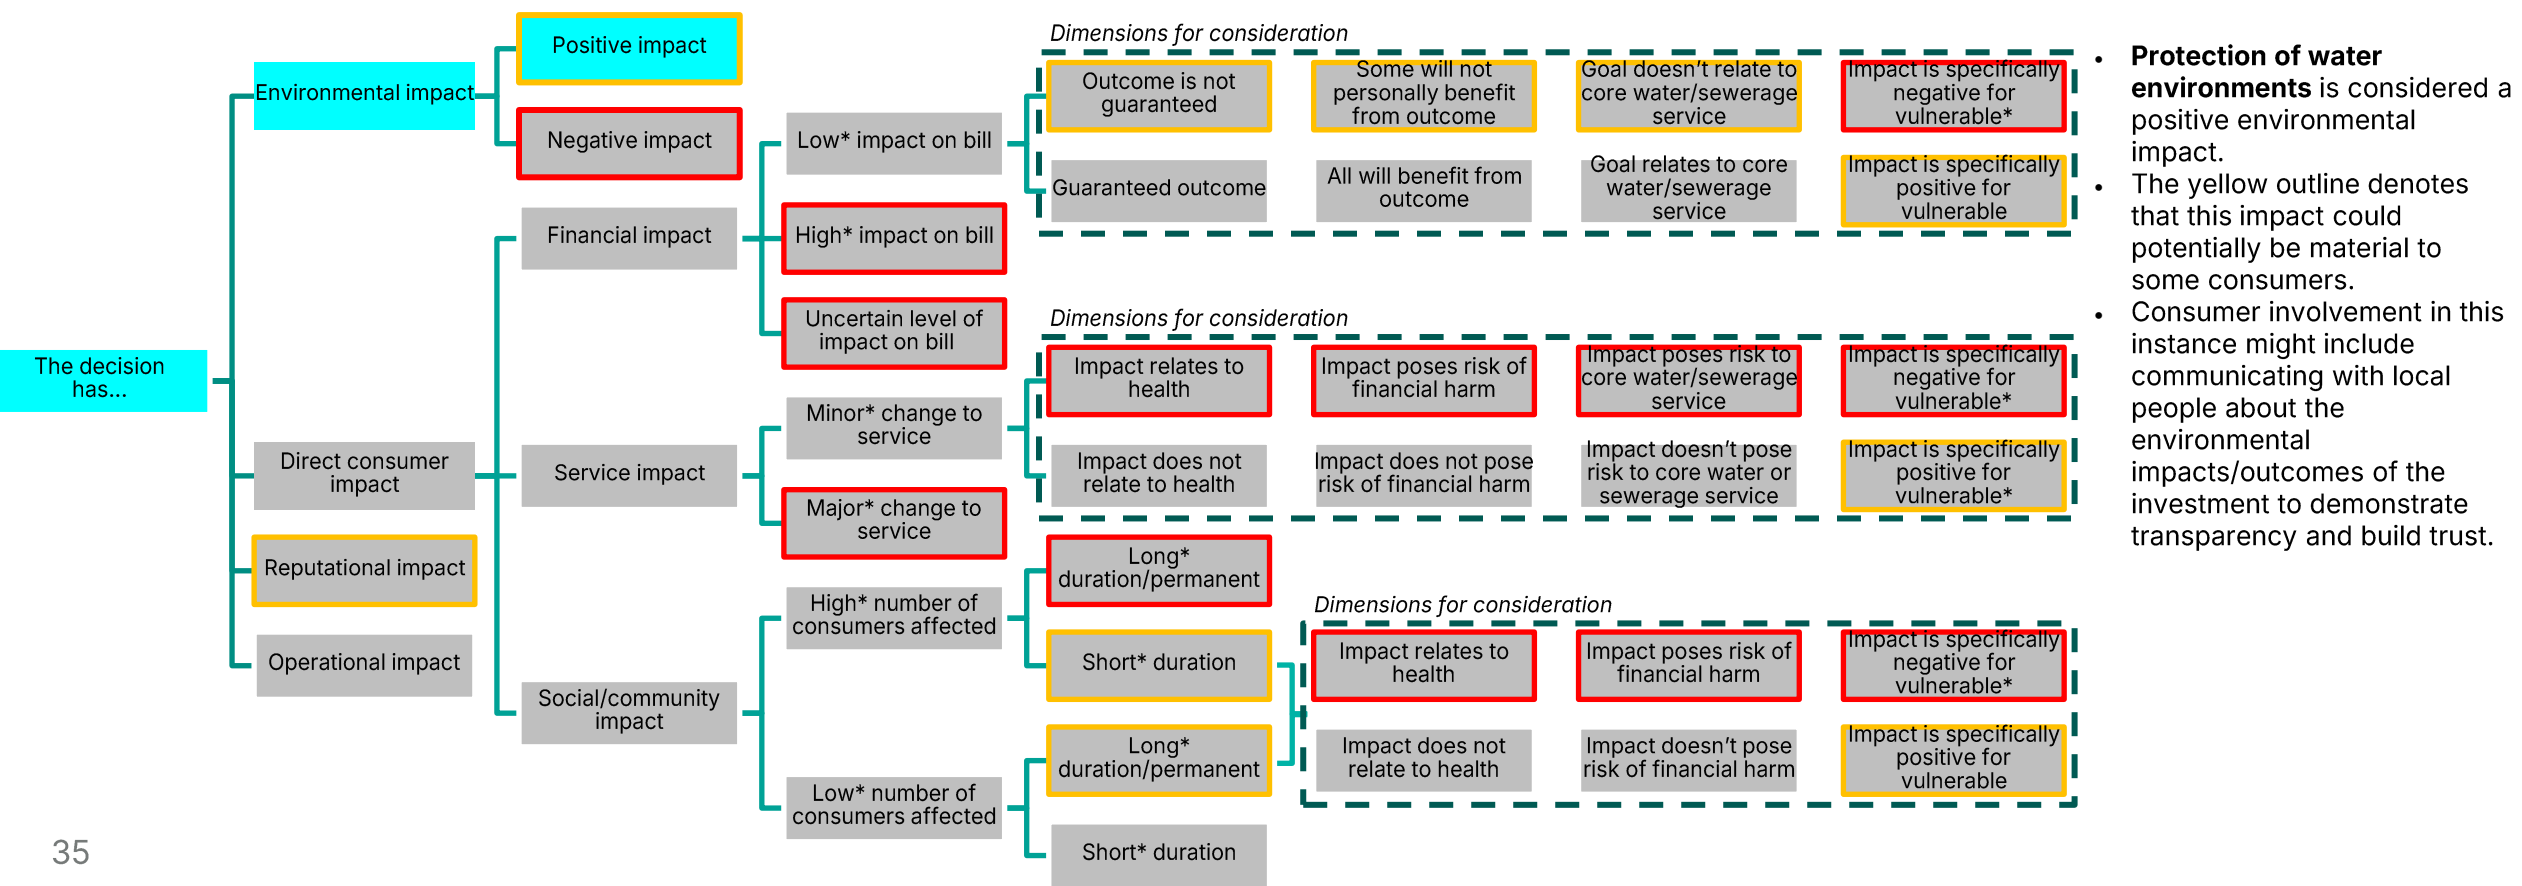 Positive impact
Environmental impact
Negative impact
The decision
has...
Direct consumer
impact
Reputational impact
Operational impact
Financial impact
Service impact
Social/community
impact
Low* impact on bill
High* impact on bill
Uncertain level of
impact on bill
Minor* change to
service
Major* change to
service
High* number of
consumers affected
Low* number of
consumers affected
Dimensions for consideration
Outcome is not
guaranteed
Some will not
personally benefit
from outcome
Goal doesn't relate to
core water/sewerage
service
Impact is specifically
negative for
vulnerable*
Guaranteed outcome
All will benefit from
outcome
Goal relates to core
water/sewerage
service
Impact is specifically
positive for
vulnerable
Dimensions for consideration
Impact relates to
health
Impact poses risk of
financial harm
Impact poses risk to
core water/sewerage
service
Impact is specifically
negative for
vulnerable*
Impact does not
relate to health
Impact does not pose
risk of financial harm
Impact doesn't pose
risk to core water or
sewerage service
Impact is specifically
positive for
vulnerable*
Long*
duration/permanent
Short* duration
Long*
duration/permanent
Short* duration
Dimensions for consideration
Impact relates to
health
Impact poses risk of
financial harm
Impact is specifically
negative for
vulnerable*
Impact does not
relate to health
Impact doesn't pose
risk of financial harm
Impact is specifically
positive for
vulnerable
• Protection of water
environments is considered a
positive environmental
impact.
• The yellow outline denotes
that this impact could
potentially be material to
some consumers.
• Consumer involvement in this
instance might include
communicating with local
people about the
environmental
impacts/outcomes of the
investment to demonstrate
transparency and build trust.
35